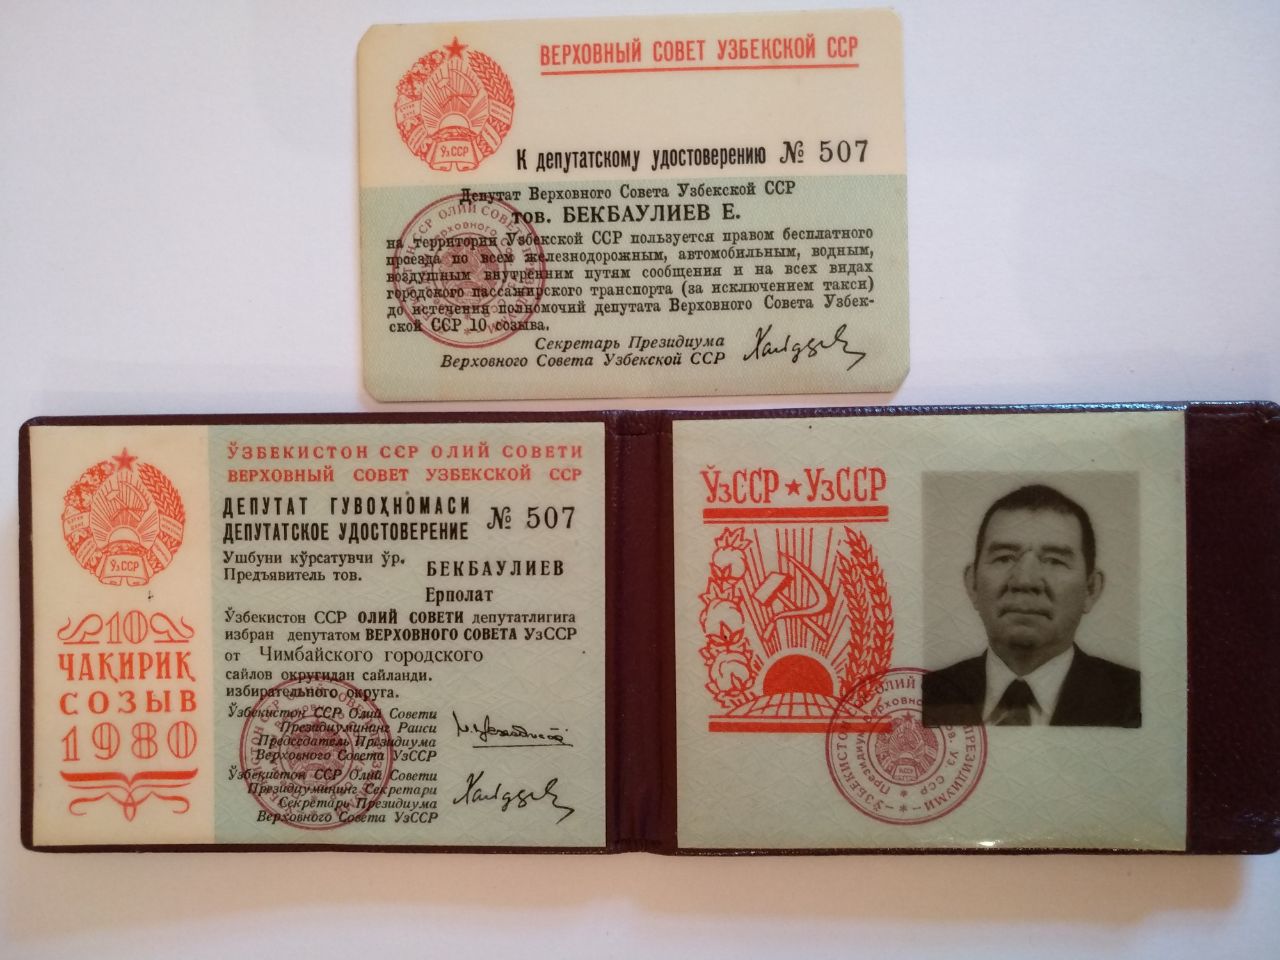 ВЕРХОВНЫЙ СОВЕТ УЗБЕКСКОЙ ССР
ЎзССР
К депутатскому удостоверению № 507
Депутат Верховного Совета Узбекской ССР
тов. БЕКБАУЛИЕВ Е.
на территории Узбекской ССР пользуется правом бесплатного
проезда по всем железнодорожным, автомобильным, водным,
воздушным внутренним путям сообщения и на всех видах
городского пассажирского транспорта (за исключением такси)
до истечения полномочий депутата Верховного Совета Узбек-
ской ССР 10 созыва.
Секретарь Президиума
Верховного Совета Узбекской ССР
ЎзССР
10
ЧАҚИРИҚ
СОЗЫВ
1980
ЎЗБЕКИСТОН ССР ОЛИЙ СОВЕТИ
ВЕРХОВНЫЙ СОВЕТ УЗБЕКСКОЙ ССР
ДЕПУТАТ ГУВОҲНОМАСИ
ДЕПУТАТСКОЕ УДОСТОВЕРЕНИЕ № 507
Ушбуни кўрсатувчи ўр.
Предъявитель тов. БЕКБАУЛИЕВ
Ерполат
Ўзбекистон ССР ОЛИЙ СОВЕТИ депутатлигига
избран депутатом ВЕРХОВНОГО СОВЕТА УзССР
от Чимбайского городского
сайлов округидан сайланди.
избирательного округа.
Ўзбекистон ССР Олий Совети
Президиумининг Раиси
Председатель Президиума
Верховного Совета УзССР
Ўзбекистон ССР Олий Совети
Президиумининг Секретари
Секретарь Президиума
Верховного Совета УзССР
ЎзССР ★ УзССР